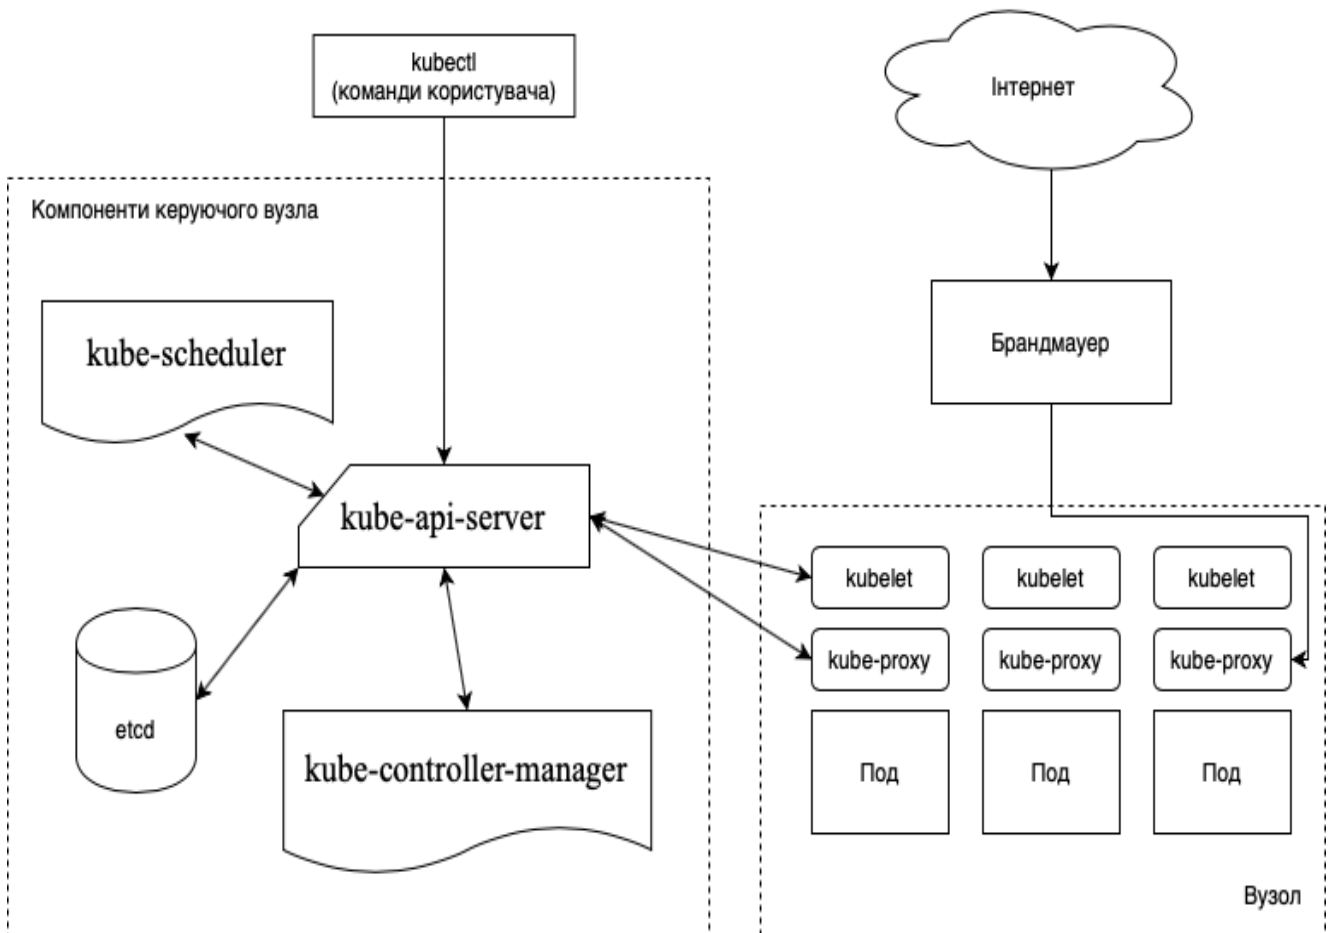 kubectl
(команди користувача)
Інтернет
Компоненти керуючого вузла
kube-scheduler
Брандмауер
kube-api-server
kubelet
kubelet
kubelet
kube-proxy
kube-proxy
kube-proxy
etcd
kube-controller-manager
Под
Под
Под
Вузол